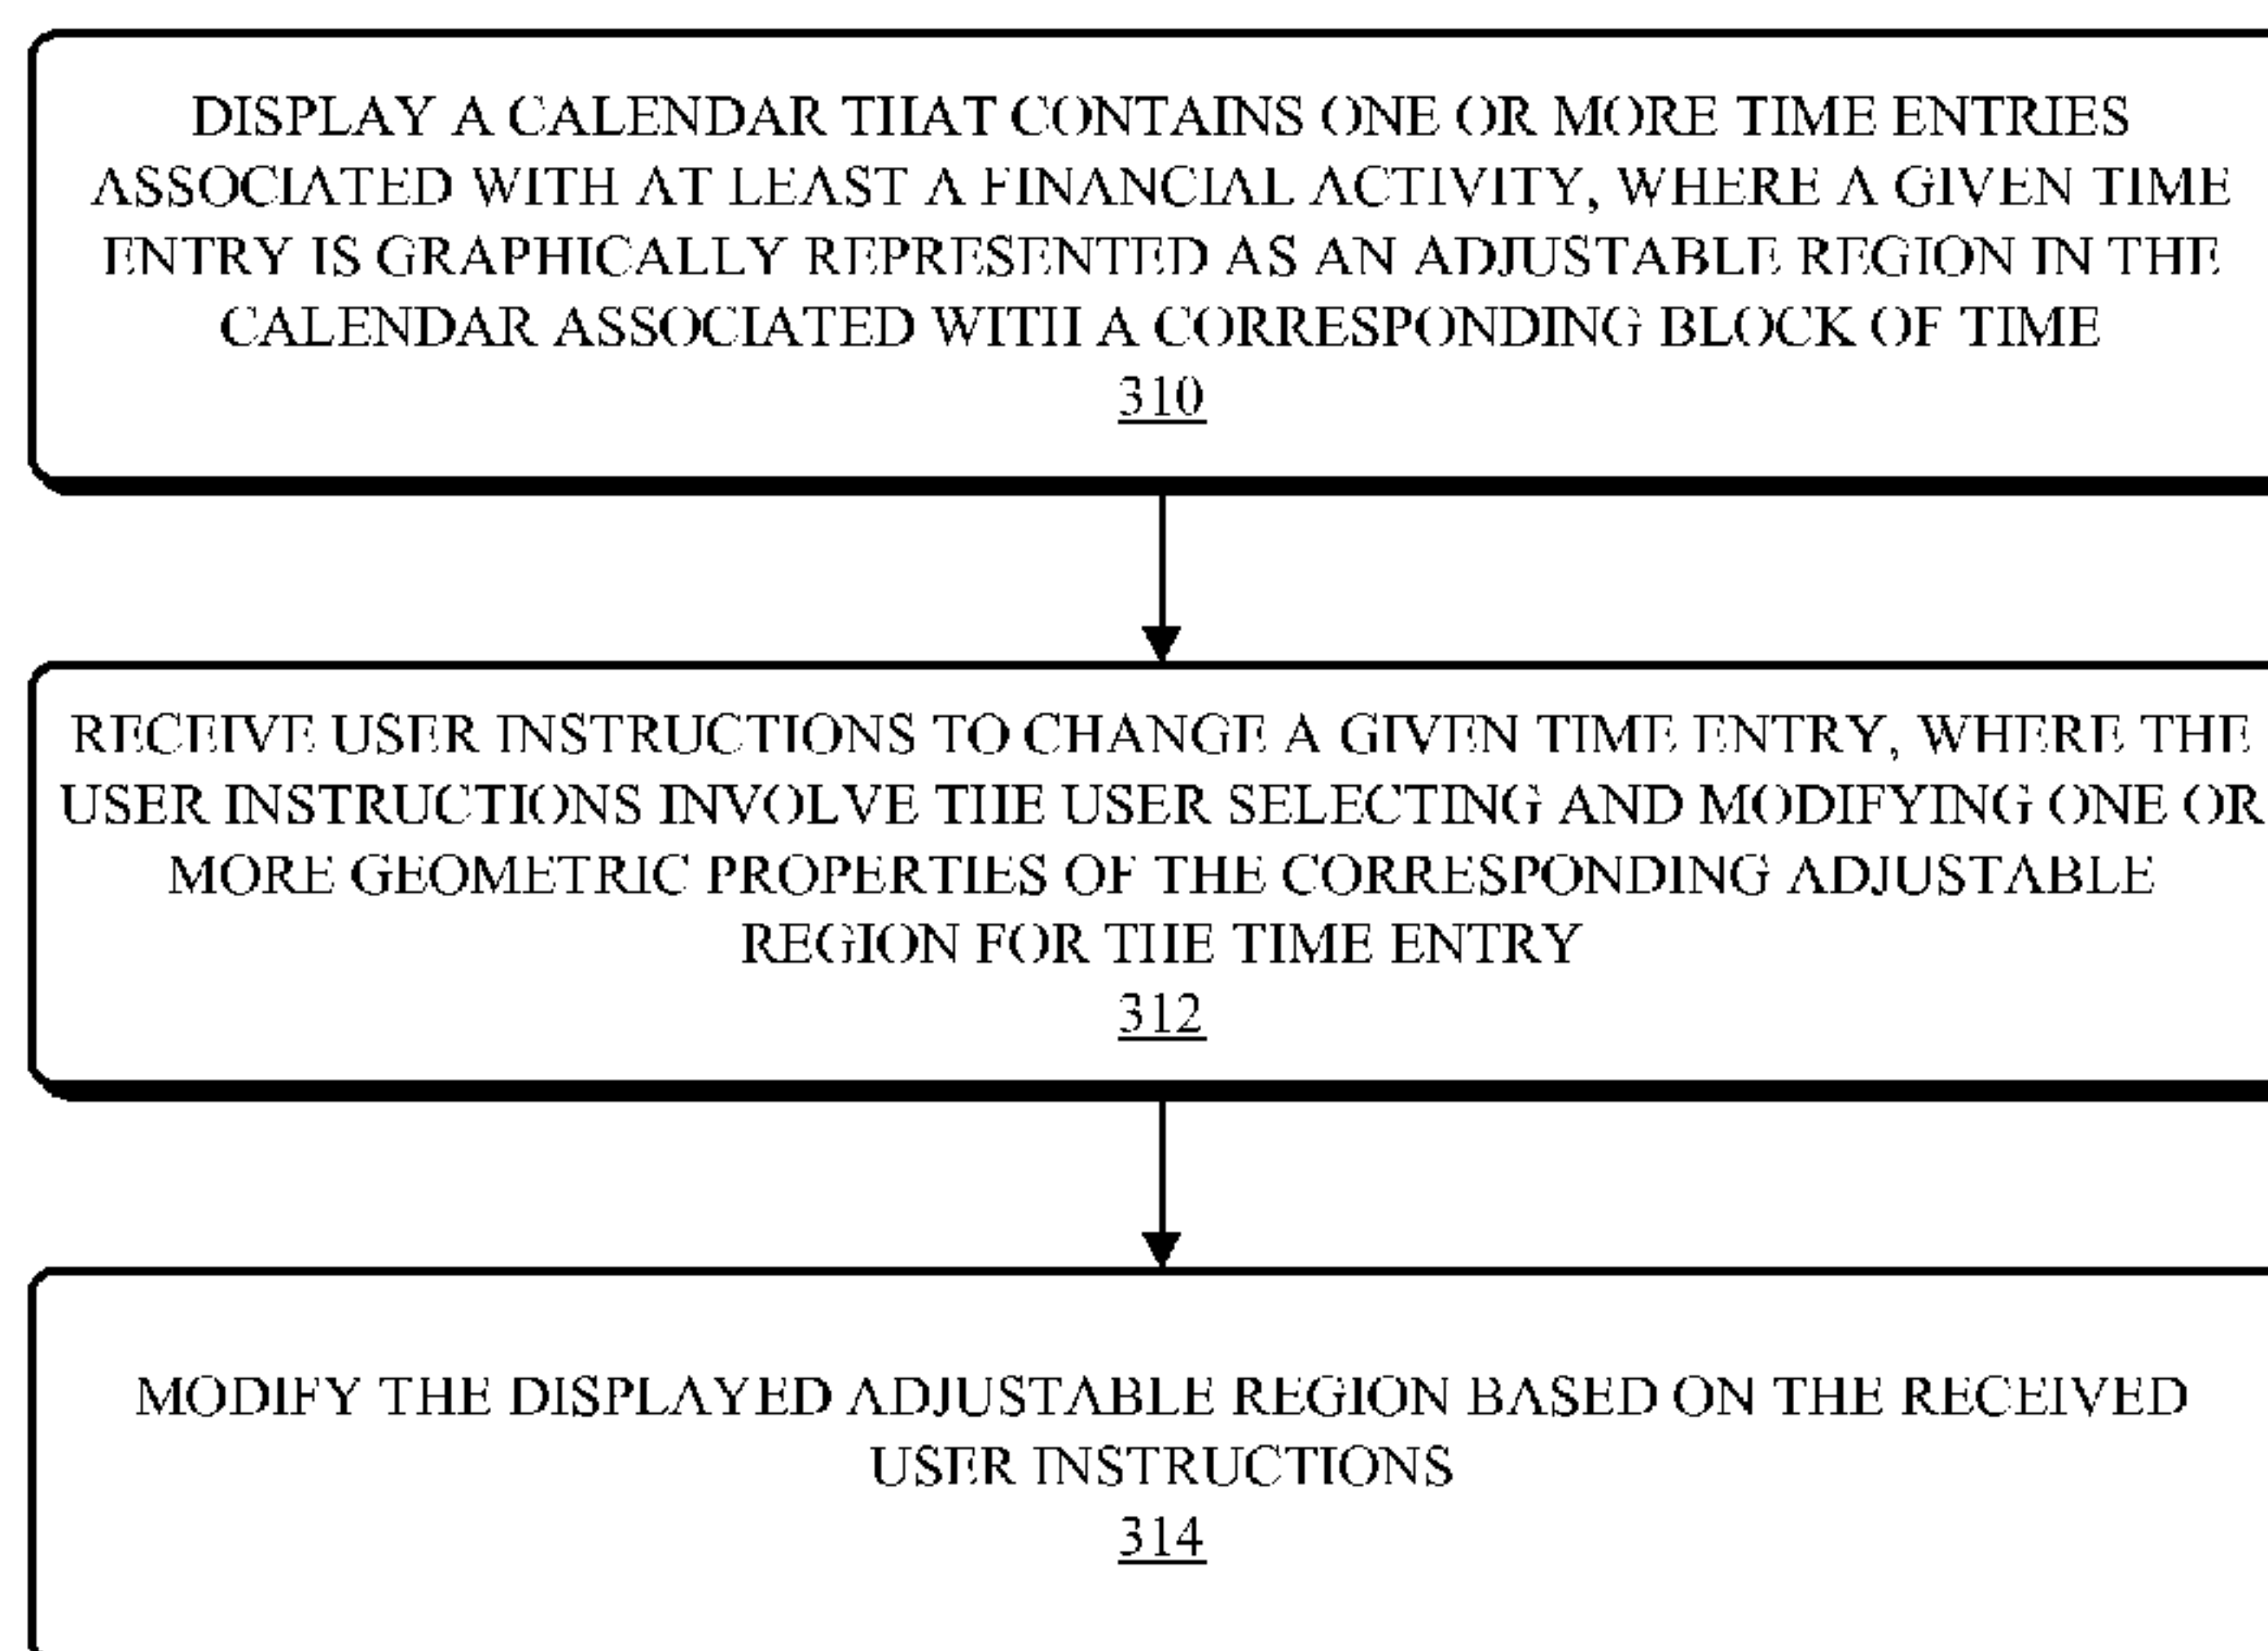 DISPLAY A CALENDAR THAT CONTAINS ONE OR MORE TIME ENTRIES
ASSOCIATED WITH AT LEAST A FINANCIAL ACTIVITY, WHERE A GIVEN TIME
ENTRY IS GRAPHICALLY REPRESENTED AS AN ADJUSTABLE REGION IN THE
CALENDAR ASSOCIATED WITH A CORRESPONDING BLOCK OF TIME
310
RECEIVE USER INSTRUCTIONS TO CHANGE A GIVEN TIME ENTRY, WHERE THE
USER INSTRUCTIONS INVOLVE THE USER SELECTING AND MODIFYING ONE OR
MORE GEOMETRIC PROPERTIES OF THE CORRESPONDING ADJUSTABLE
REGION FOR THE TIME ENTRY
312
MODIFY THE DISPLAYED ADJUSTABLE REGION BASED ON THE RECEIVED
USER INSTRUCTIONS
314